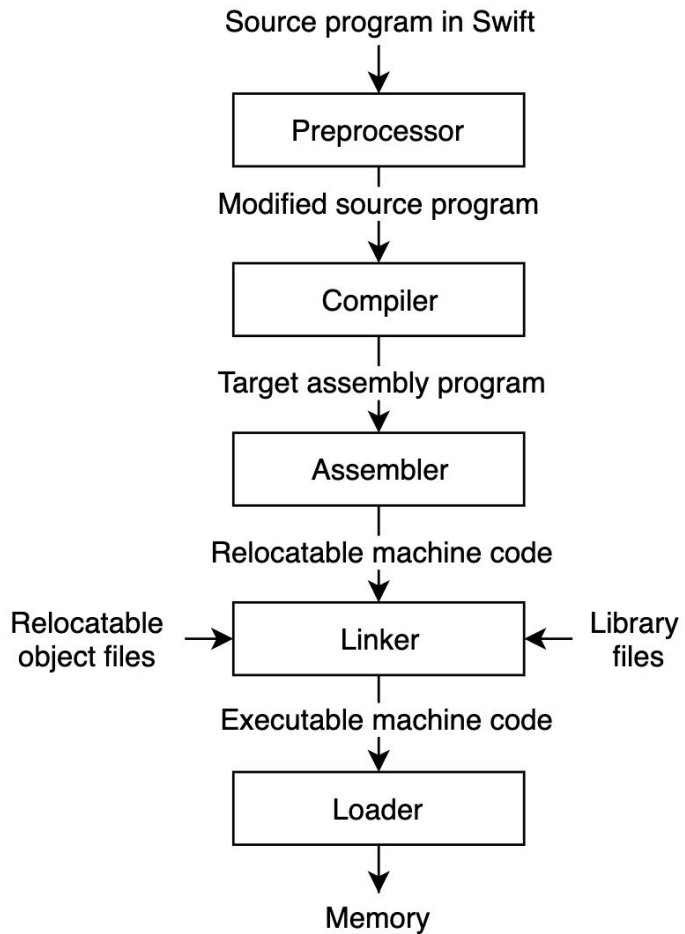 Source program in Swift
Preprocessor
Modified source program
Compiler
Target assembly program
Assembler
Relocatable machine code
Relocatable
object files
Linker
Library
files
Executable machine code
Loader
Memory